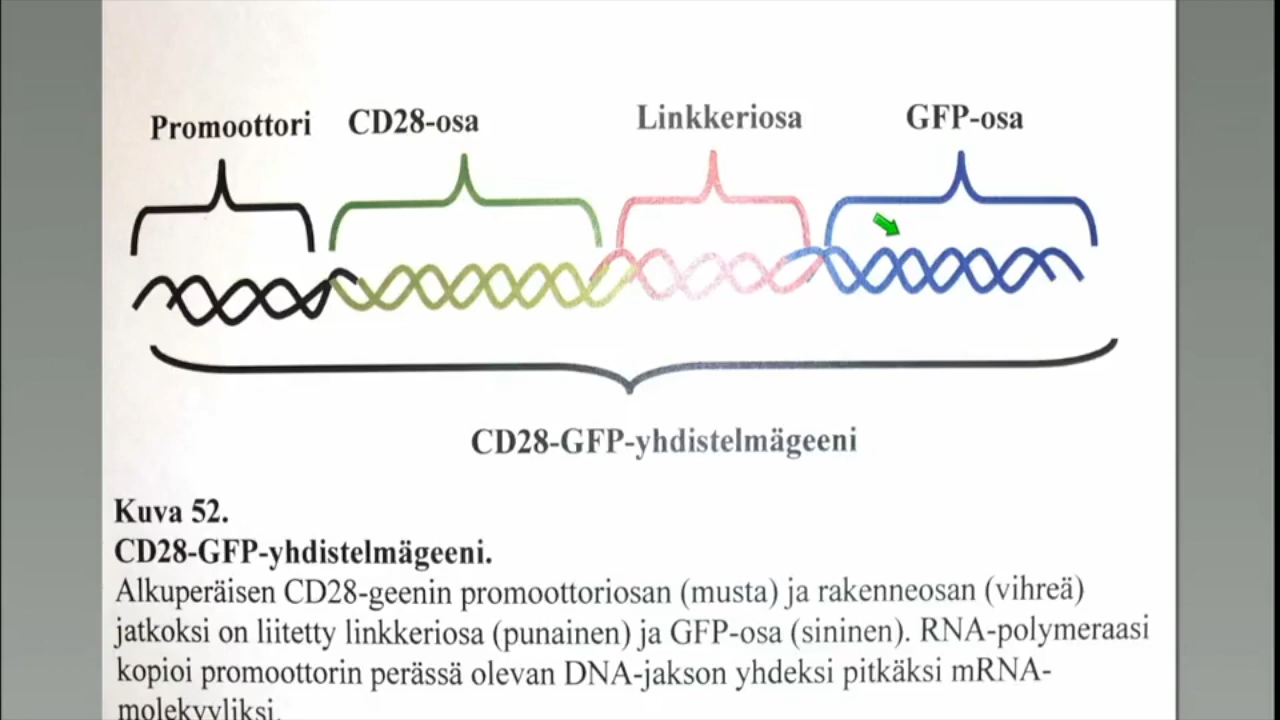 Promoottori CD28-osa Linkkeriosa GFP-osa
CD28-GFP-yhdistelmägeeni
Kuva 52.
CD28-GFP-yhdistelmägeeni.
Alkuperäisen CD28-geenin promoottoriosan (musta) ja rakenneosan (vihreä)
jatkoksi on liitetty linkkeriosa (punainen) ja GFP-osa (sininen). RNA-polymeraasi
kopioi promoottorin perässä olevan DNA-jakson yhdeksi pitkäksi mRNA-
molekyyliksi.